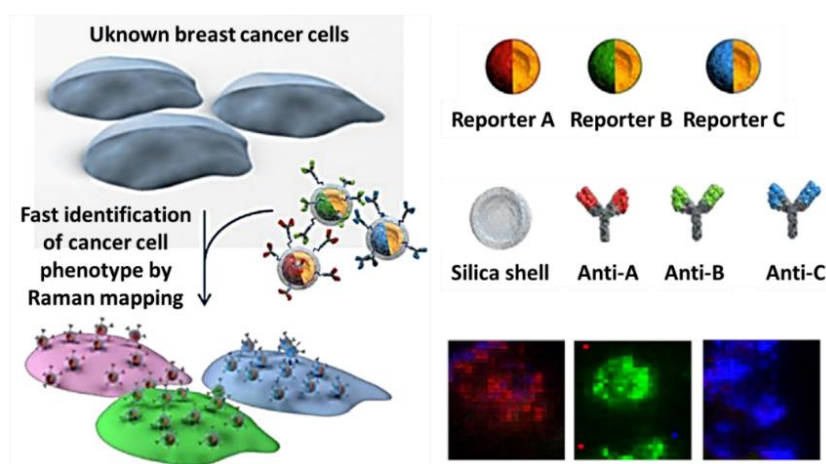 Uknown breast cancer cells
Fast identification
of cancer cell
phenotype by
Raman mapping
Reporter A Reporter B Reporter C
Silica shell Anti-A Anti-B Anti-C